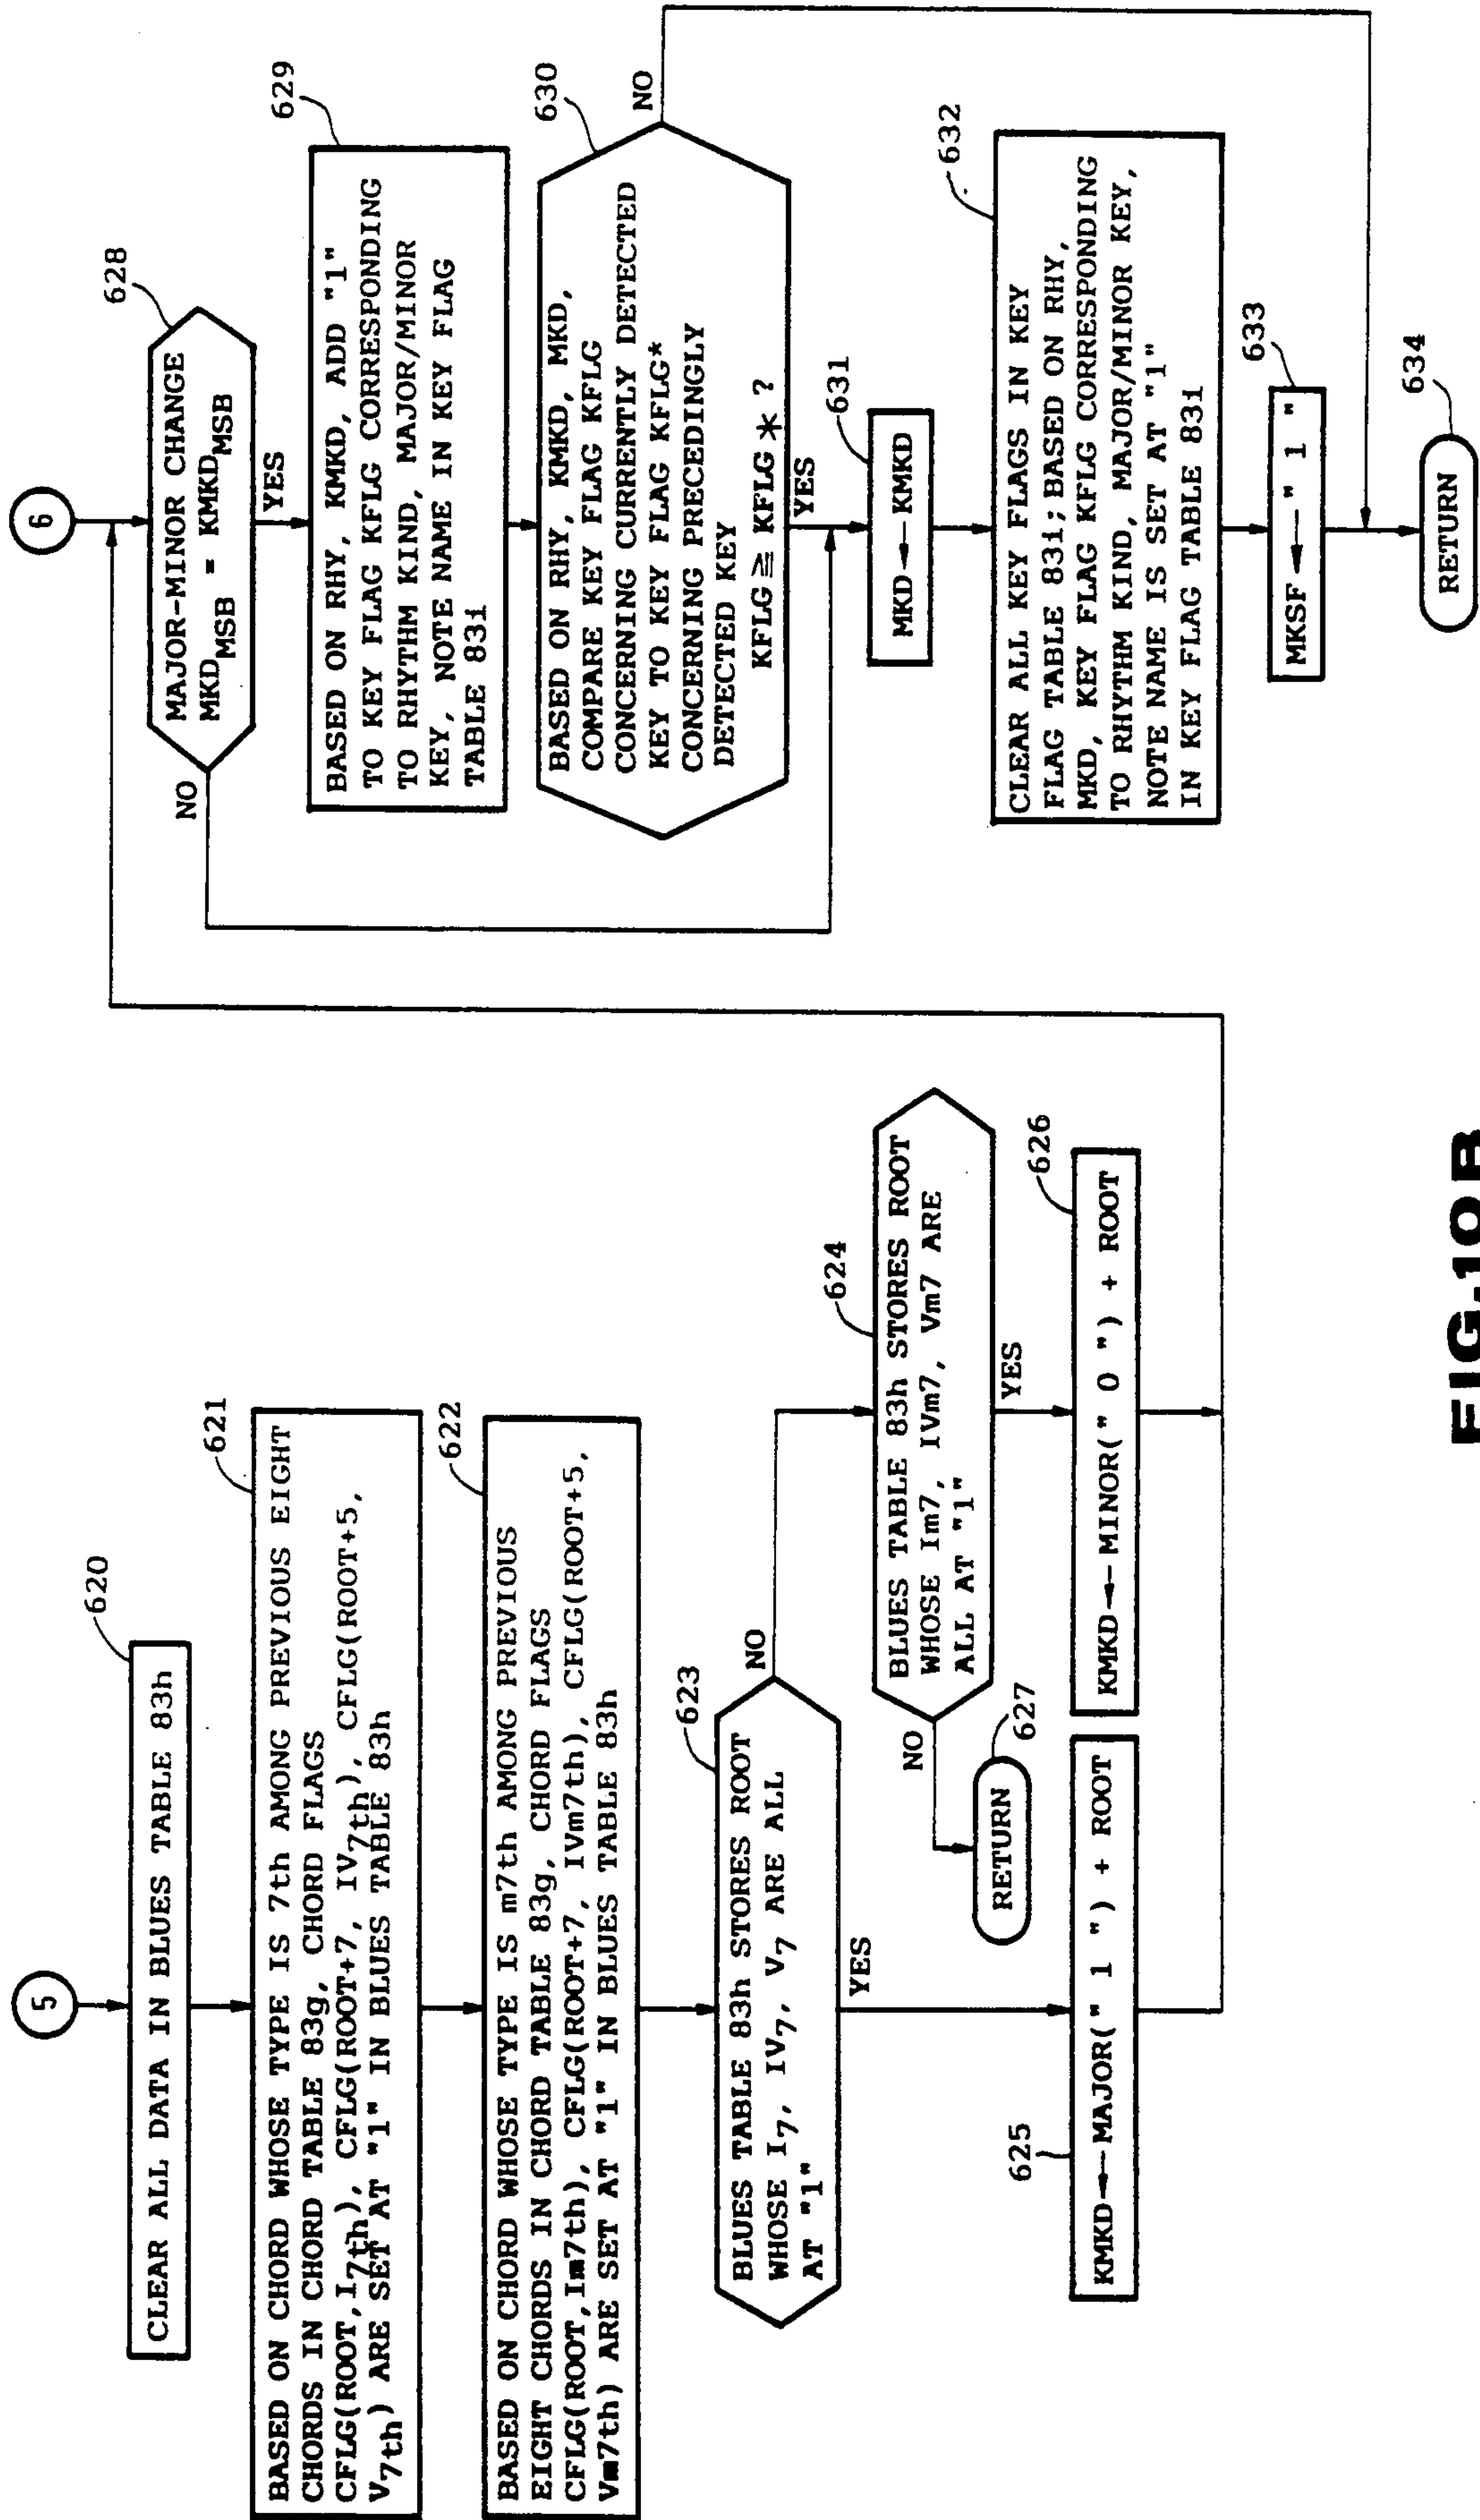 5
620
CLEAR ALL DATA IN BLUES TABLE 83h
621
BASED ON CHORD WHOSE TYPE IS 7th AMONG PREVIOUS EIGHT
CHORDS IN CHORD TABLE 83g, CHORD FLAGS
CFLG(ROOT,I7th), CFLG(ROOT+7, IV7th), CFLG(ROOT+5,
V7th) ARE SET AT "1" IN BLUES TABLE 83h
622
BASED ON CHORD WHOSE TYPE IS m7th AMONG PREVIOUS
EIGHT CHORDS IN CHORD TABLE 83g, CHORD FLAGS
CFLG(ROOT,Im7th), CFLG(ROOT+7, IVm7th), CFLG(ROOT+5,
Vm7th) ARE SET AT "1" IN BLUES TABLE 83h
623
BLUES TABLE 83h STORES ROOT
WHOSE I7, IV7, V7 ARE ALL
AT "1"
NO
YES
624
BLUES TABLE 83h STORES ROOT
WHOSE Im7, IVm7, Vm7 ARE
ALL AT "1"
NO
YES
627
RETURN
625
KMKD←MAJOR(" 1 ") + ROOT
626
KMKD←MINOR(" 0 ") + ROOT
6
628
MAJOR-MINOR CHANGE
MKDMSB = KMKDMSB
NO
YES
629
BASED ON RHY, KMKD, ADD "1"
TO KEY FLAG KFLG CORRESPONDING
TO RHYTHM KIND, MAJOR/MINOR
KEY, NOTE NAME IN KEY FLAG
TABLE 83i
630
BASED ON RHY, KMKD, MKD,
COMPARE KEY FLAG KFLG
CONCERNING CURRENTLY DETECTED
KEY TO KEY FLAG KFLG*
CONCERNING PRECEDINGLY
DETECTED KEY
KFLG≧KFLG * ?
NO
YES
631
MKD←KMKD
632
CLEAR ALL KEY FLAGS IN KEY
FLAG TABLE 83i; BASED ON RHY,
MKD, KEY FLAG KFLG CORRESPONDING
TO RHYTHM KIND, MAJOR/MINOR KEY,
NOTE NAME IS SET AT "1"
IN KEY FLAG TABLE 83i
633
MKSF←" 1 "
634
RETURN
FIG.10B